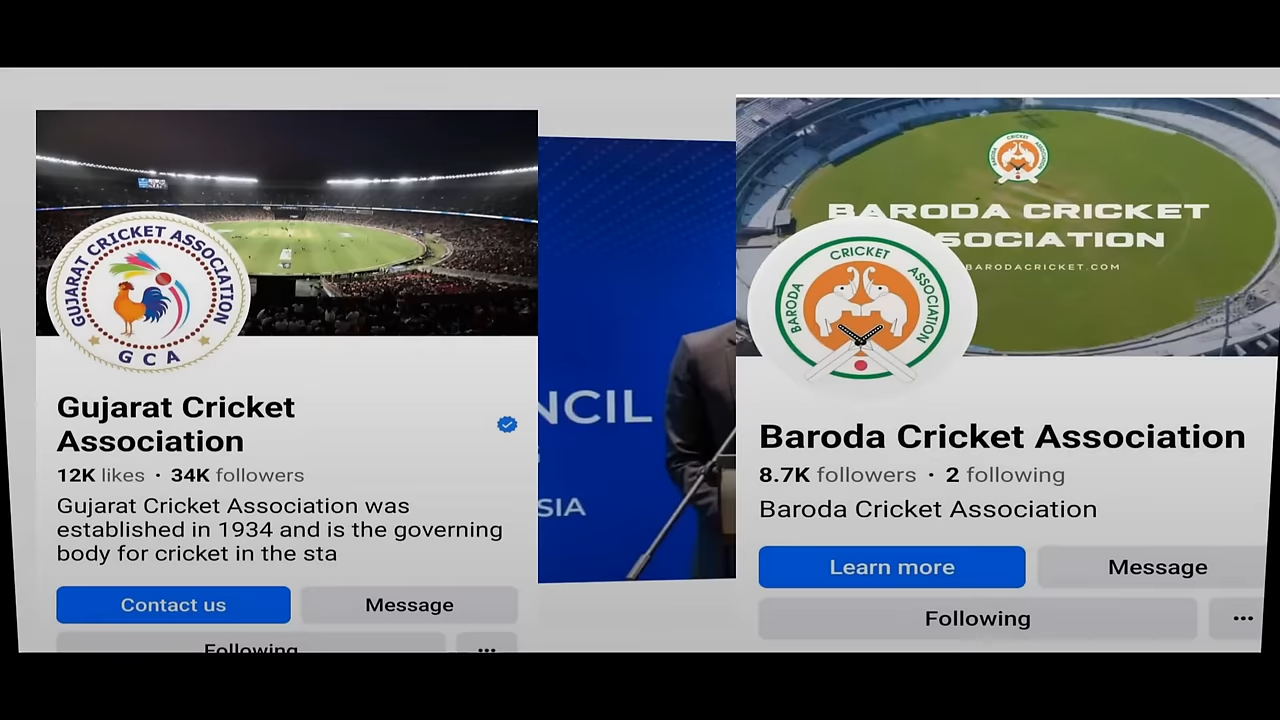 GUJARAT CRICKET ASSOCIATION
GCA
Gujarat Cricket
Association
12K likes · 34K followers
Gujarat Cricket Association was
established in 1934 and is the governing
body for cricket in the sta
Contact us
Message
Following
...
NCIL
SIA
BARODA CRICKET
SOCIATION
BARODACRICKET.COM
BARODA CRICKET ASSOCIATION
BARODA CRICKET ASSOCIATION
Baroda Cricket Association
8.7K followers · 2 following
Baroda Cricket Association
Learn more
Message
Following
...